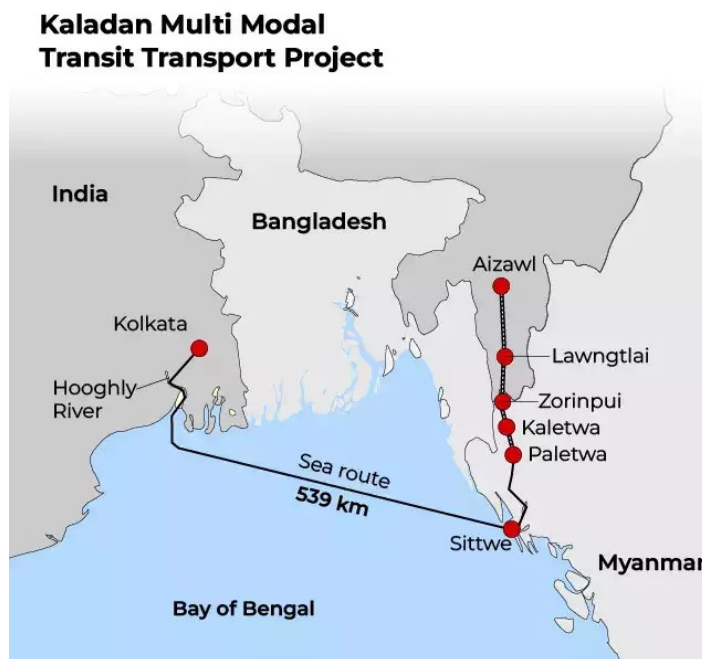 Kaladan Multi Modal
Transit Transport Project
India
Bangladesh
Aizawl
Kolkata
Lawngtlai
Hooghly
River
Zorinpui
Kaletwa
Paletwa
Sea route
539 km
Sittwe
Myanmar
Bay of Bengal